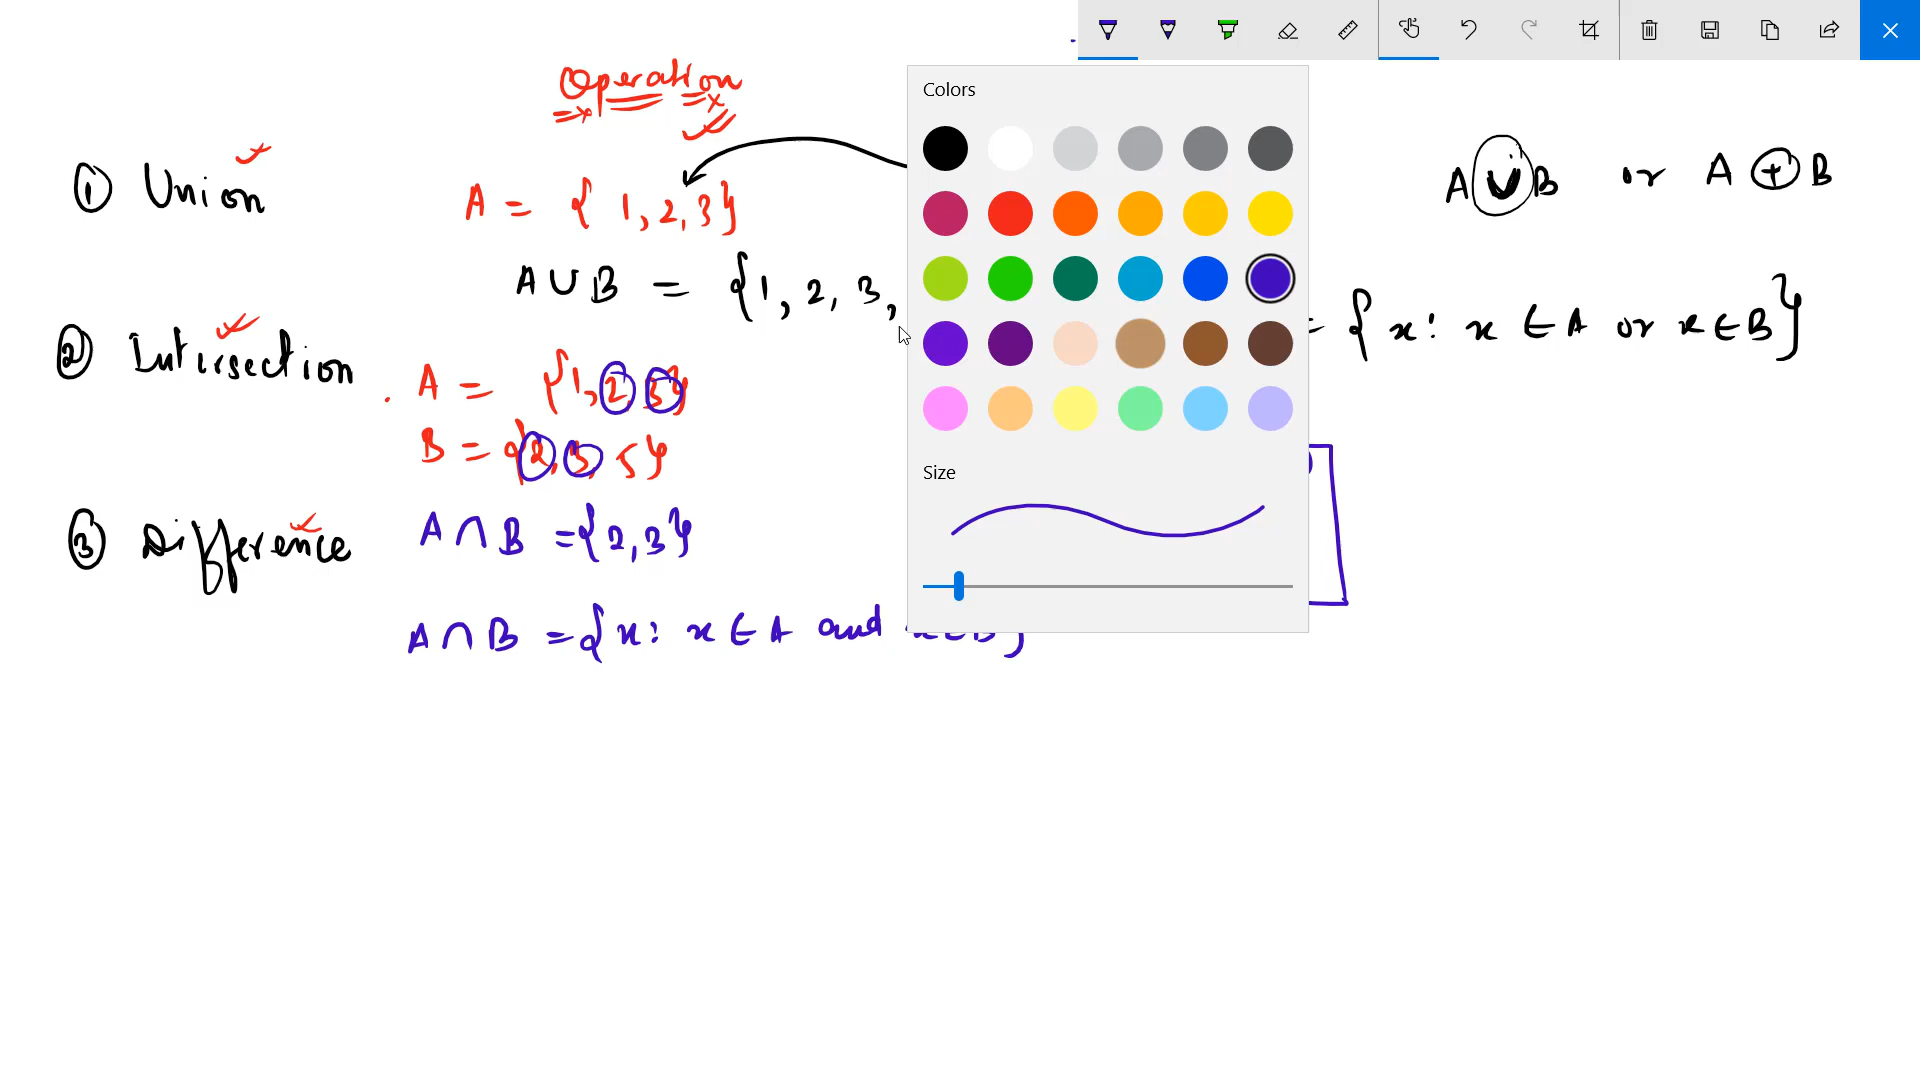 Operation
① Union
A = { 1, 2, 3}
A ∪ B or A + B
A ∪ B = {1, 2, 3,
= {x: x ∈ A or x ∈ B}
② Intersection
A = {1, 2, 3}
B = {2, 3, 5}
③ Difference
A ∩ B = {2, 3}
A ∩ B = {x: x ∈ A and x ∈ B}
Colors
Size